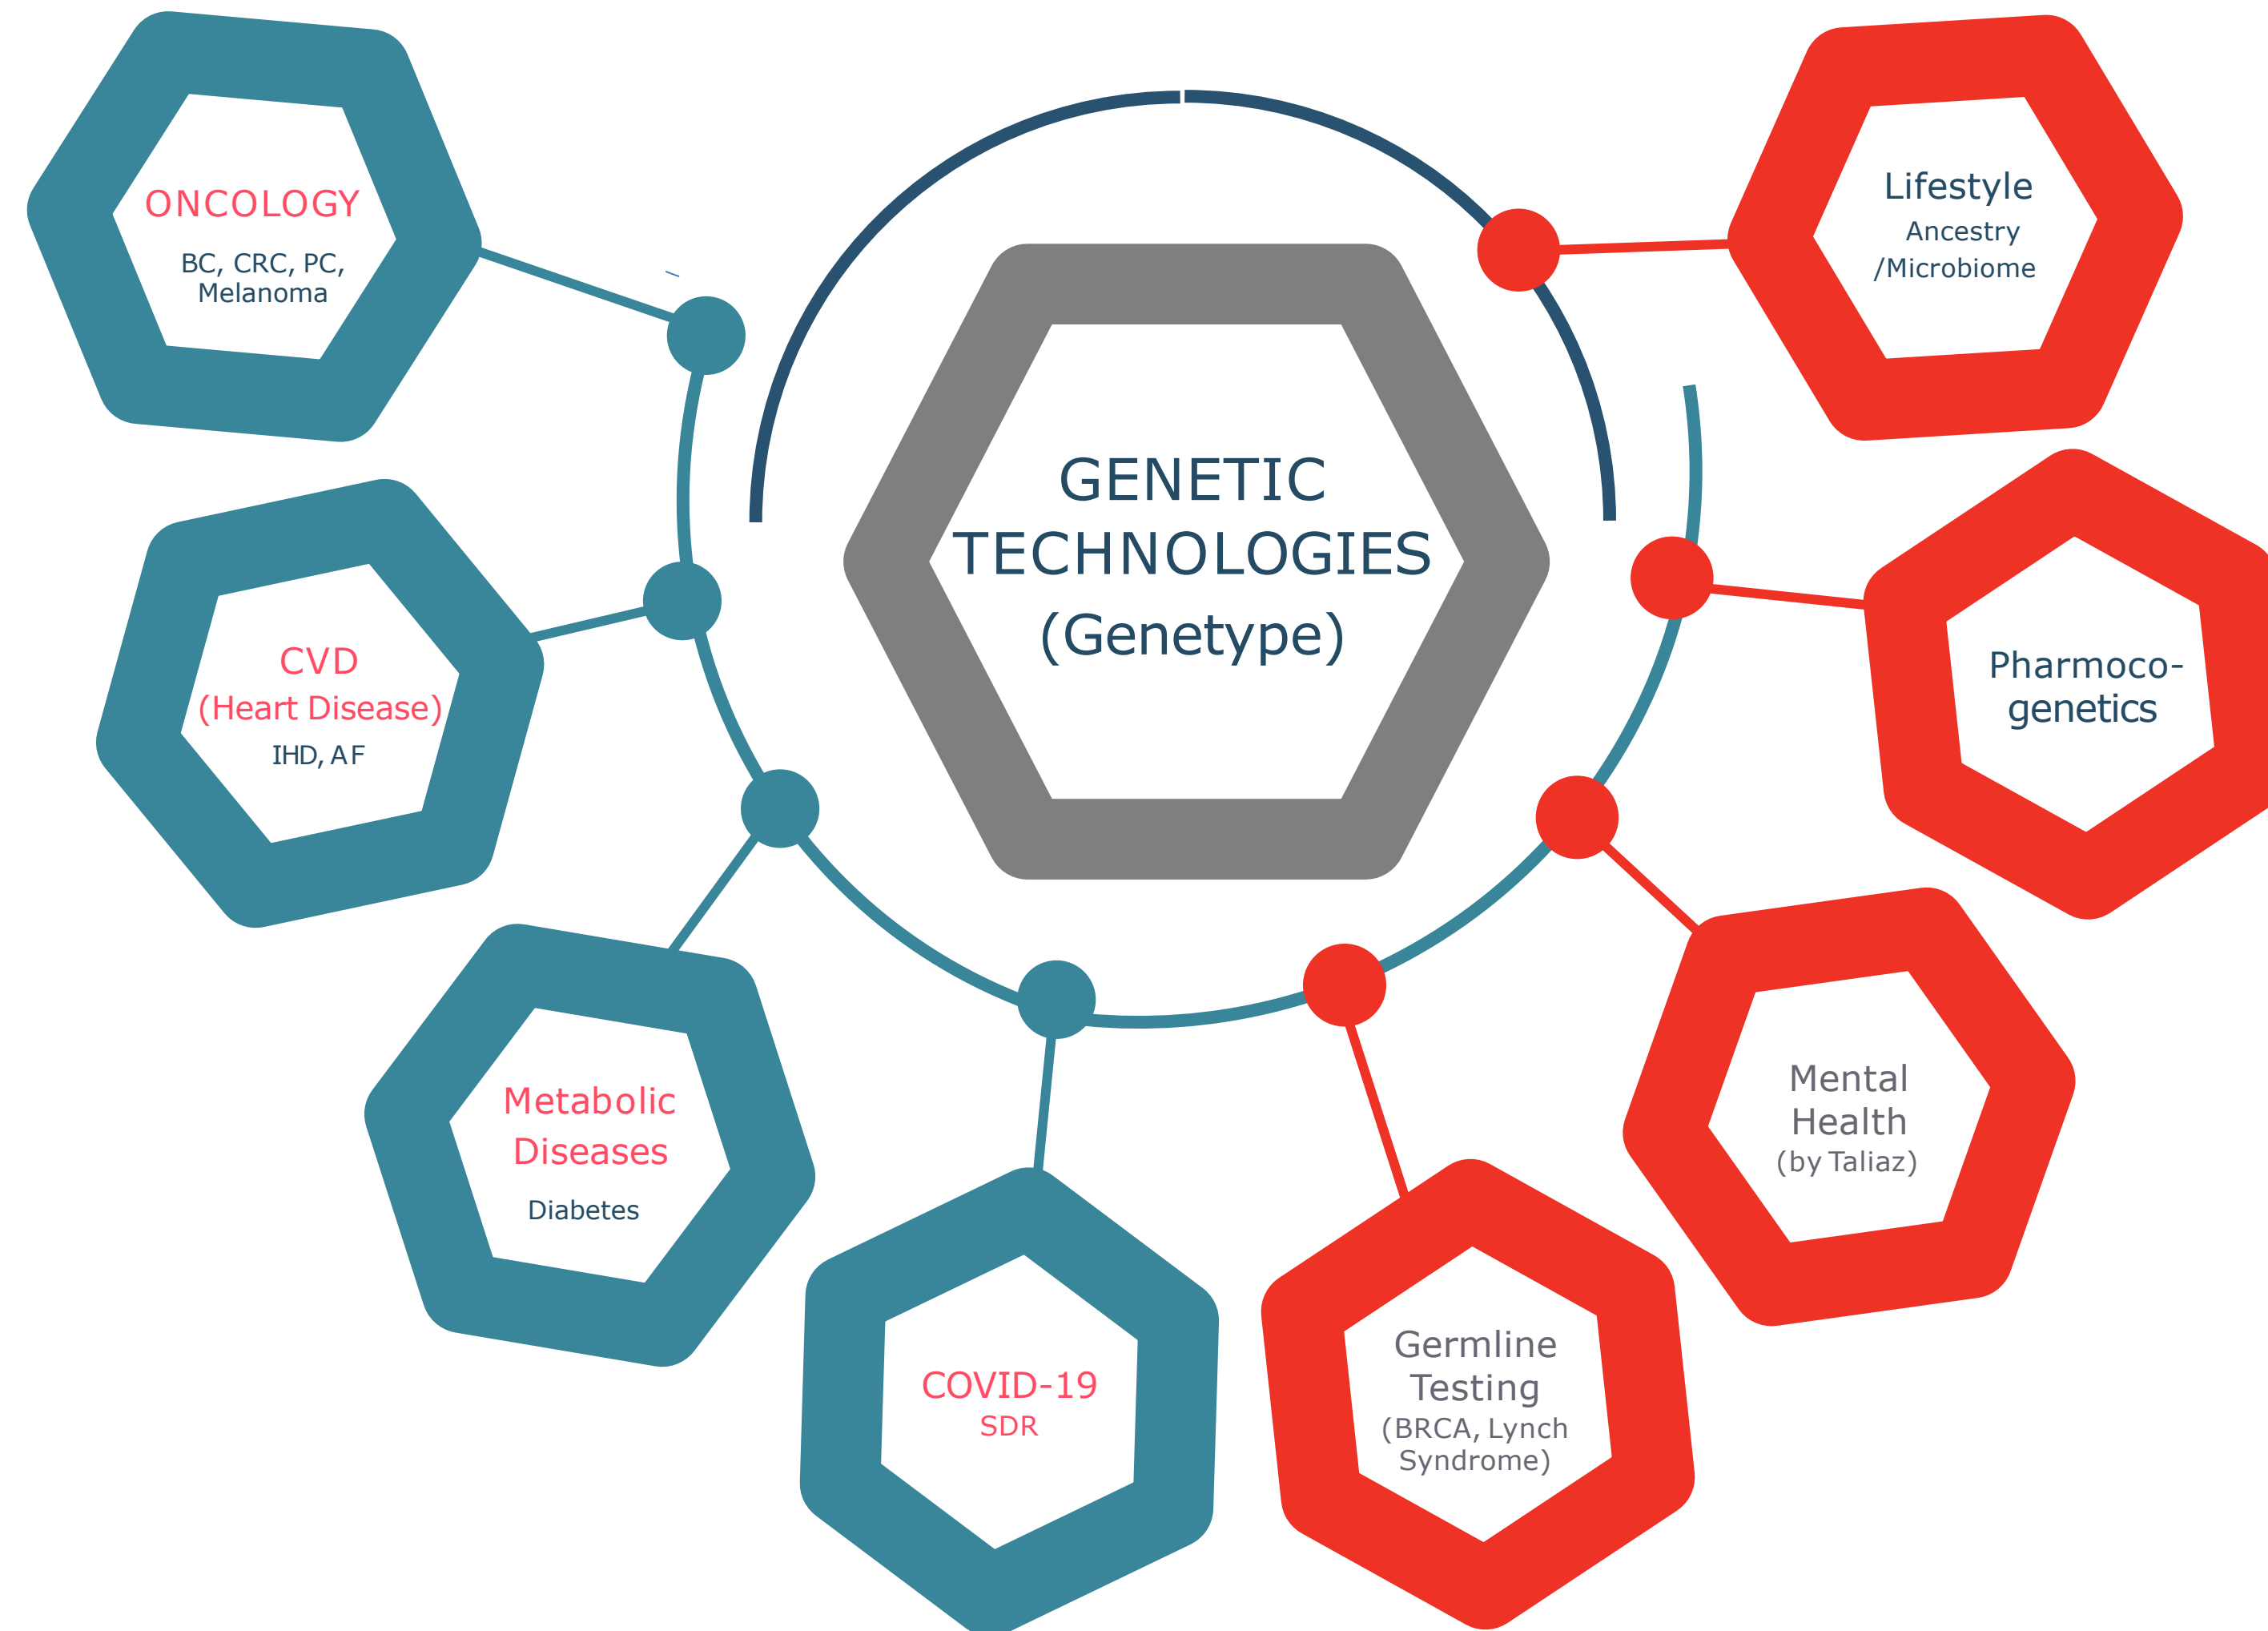 ONCOLOGY
BC, CRC, PC,
Melanoma
CVD
(Heart Disease)
IHD, AF
Metabolic
Diseases
Diabetes
COVID-19
SDR
GENETIC
TECHNOLOGIES
(Genetype)
Lifestyle
Ancestry
/Microbiome
Pharmoco-
genetics
Mental
Health
(by Taliaz)
Germline
Testing
(BRCA, Lynch
Syndrome)